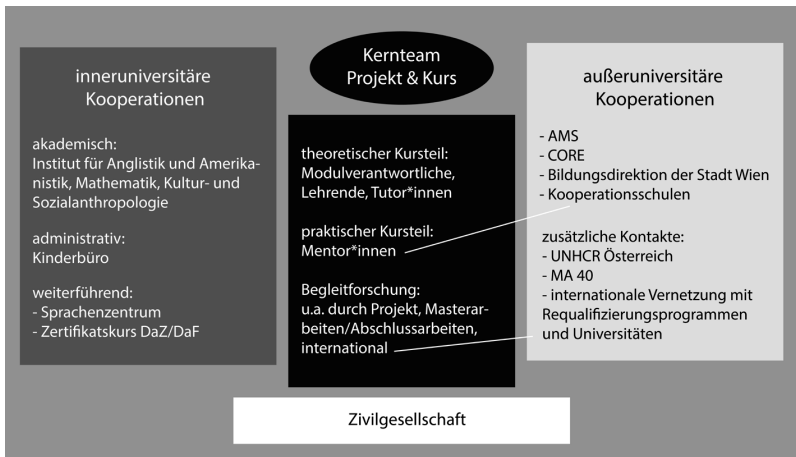 inneruniversitäre
Kooperationen
akademisch:
Institut für Anglistik und Amerika-
nistik, Mathematik, Kultur- und
Sozialanthropologie
administrativ:
Kinderbüro
weiterführend:
- Sprachenzentrum
- Zertifikatskurs DaZ/DaF
Kernteam
Projekt & Kurs
theoretischer Kursteil:
Modulverantwortliche,
Lehrende, Tutor*innen
praktischer Kursteil:
Mentor*innen
Begleitforschung:
u.a. durch Projekt, Masterar-
beiten/Abschlussarbeiten,
international
außeruniversitäre
Kooperationen
- AMS
- CORE
- Bildungsdirektion der Stadt Wien
- Kooperationsschulen
zusätzliche Kontakte:
- UNHCR Österreich
- MA 40
- internationale Vernetzung mit
Requalifizierungsprogrammen
und Universitäten
Zivilgesellschaft